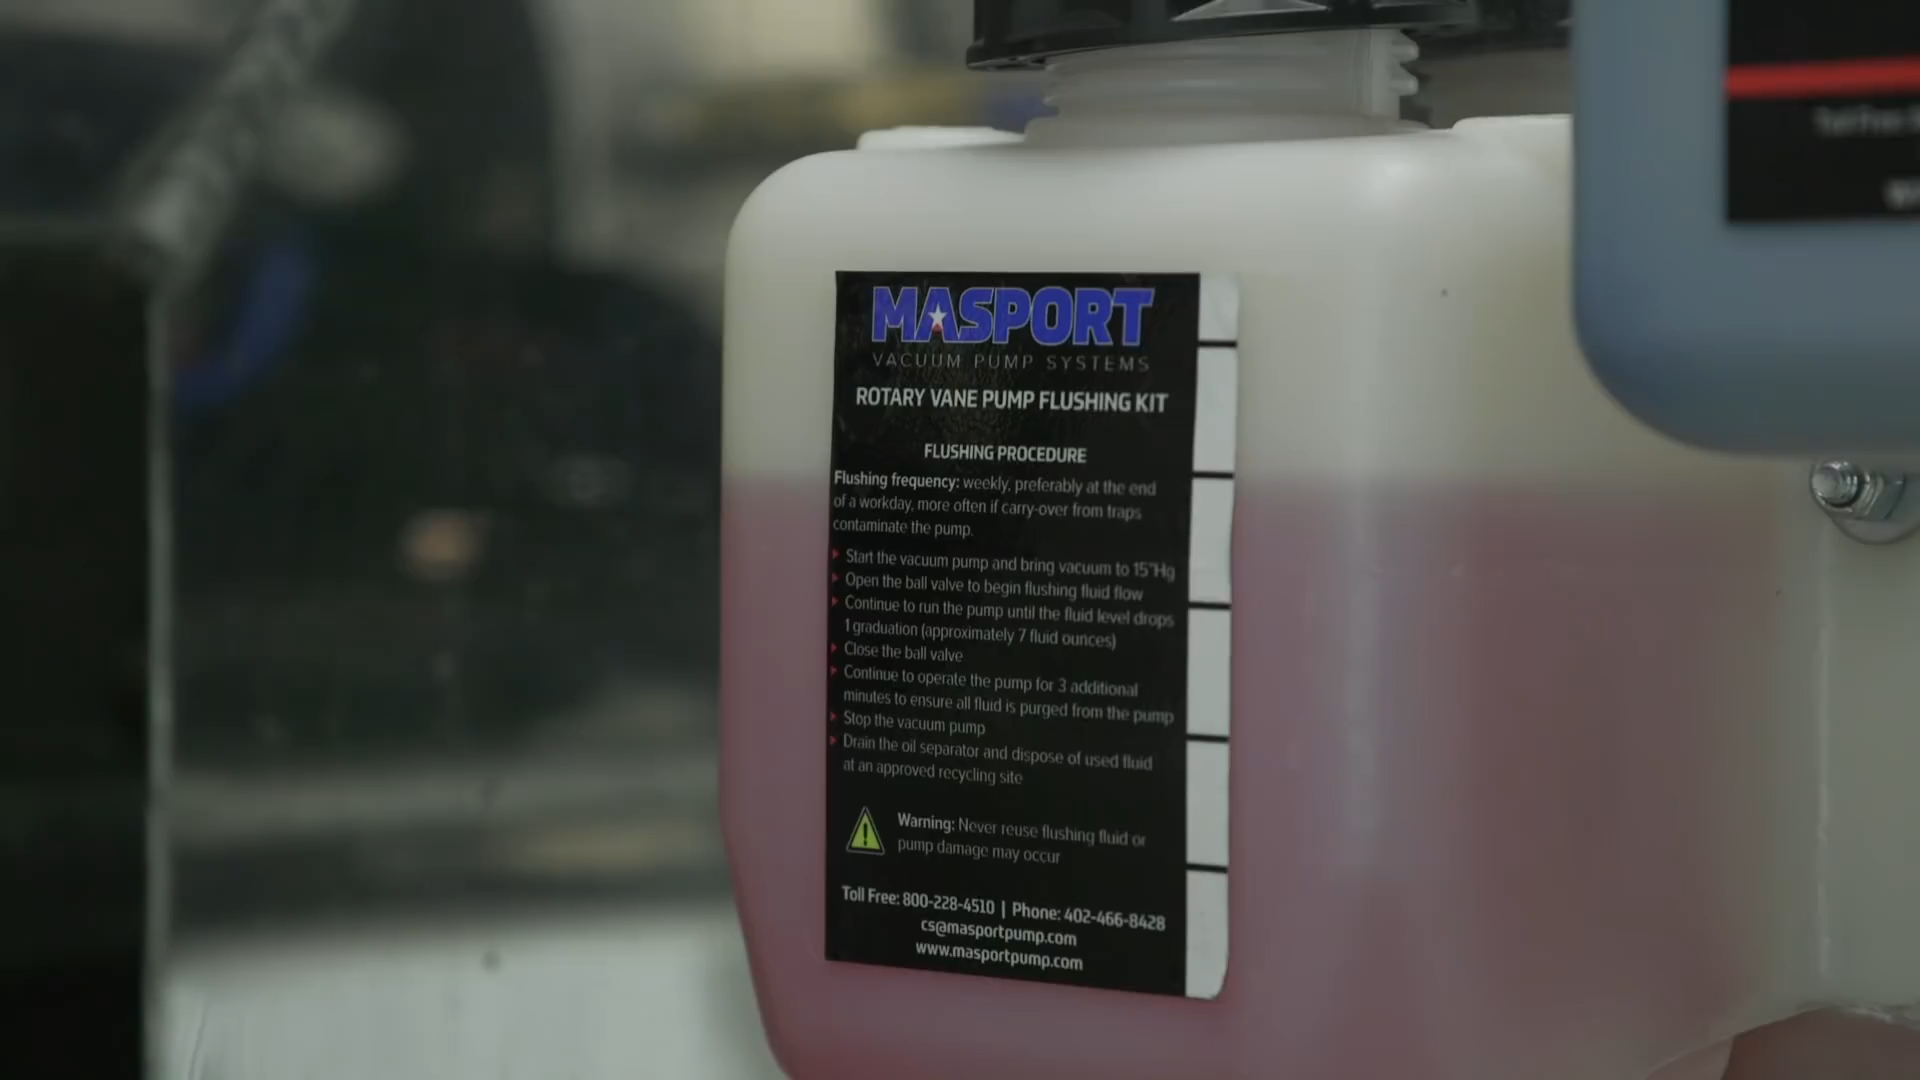 MASPORT
VACUUM PUMP SYSTEMS
ROTARY VANE PUMP FLUSHING KIT
FLUSHING PROCEDURE
Flushing frequency: weekly, preferably at the end
of a workday, more often if carry-over from traps
contaminate the pump.
Start the vacuum pump and bring vacuum to 15"Hg
Open the ball valve to begin flushing fluid flow
Continue to run the pump until the fluid level drops
1 graduation (approximately 7 fluid ounces)
Close the ball valve
Continue to operate the pump for 3 additional
minutes to ensure all fluid is purged from the pump
Stop the vacuum pump
Drain the oil separator and dispose of used fluid
at an approved recycling site
Warning: Never reuse flushing fluid or
pump damage may occur
Toll Free: 800-228-4510 | Phone: 402-466-8428
cs@masportpump.com
www.masportpump.com